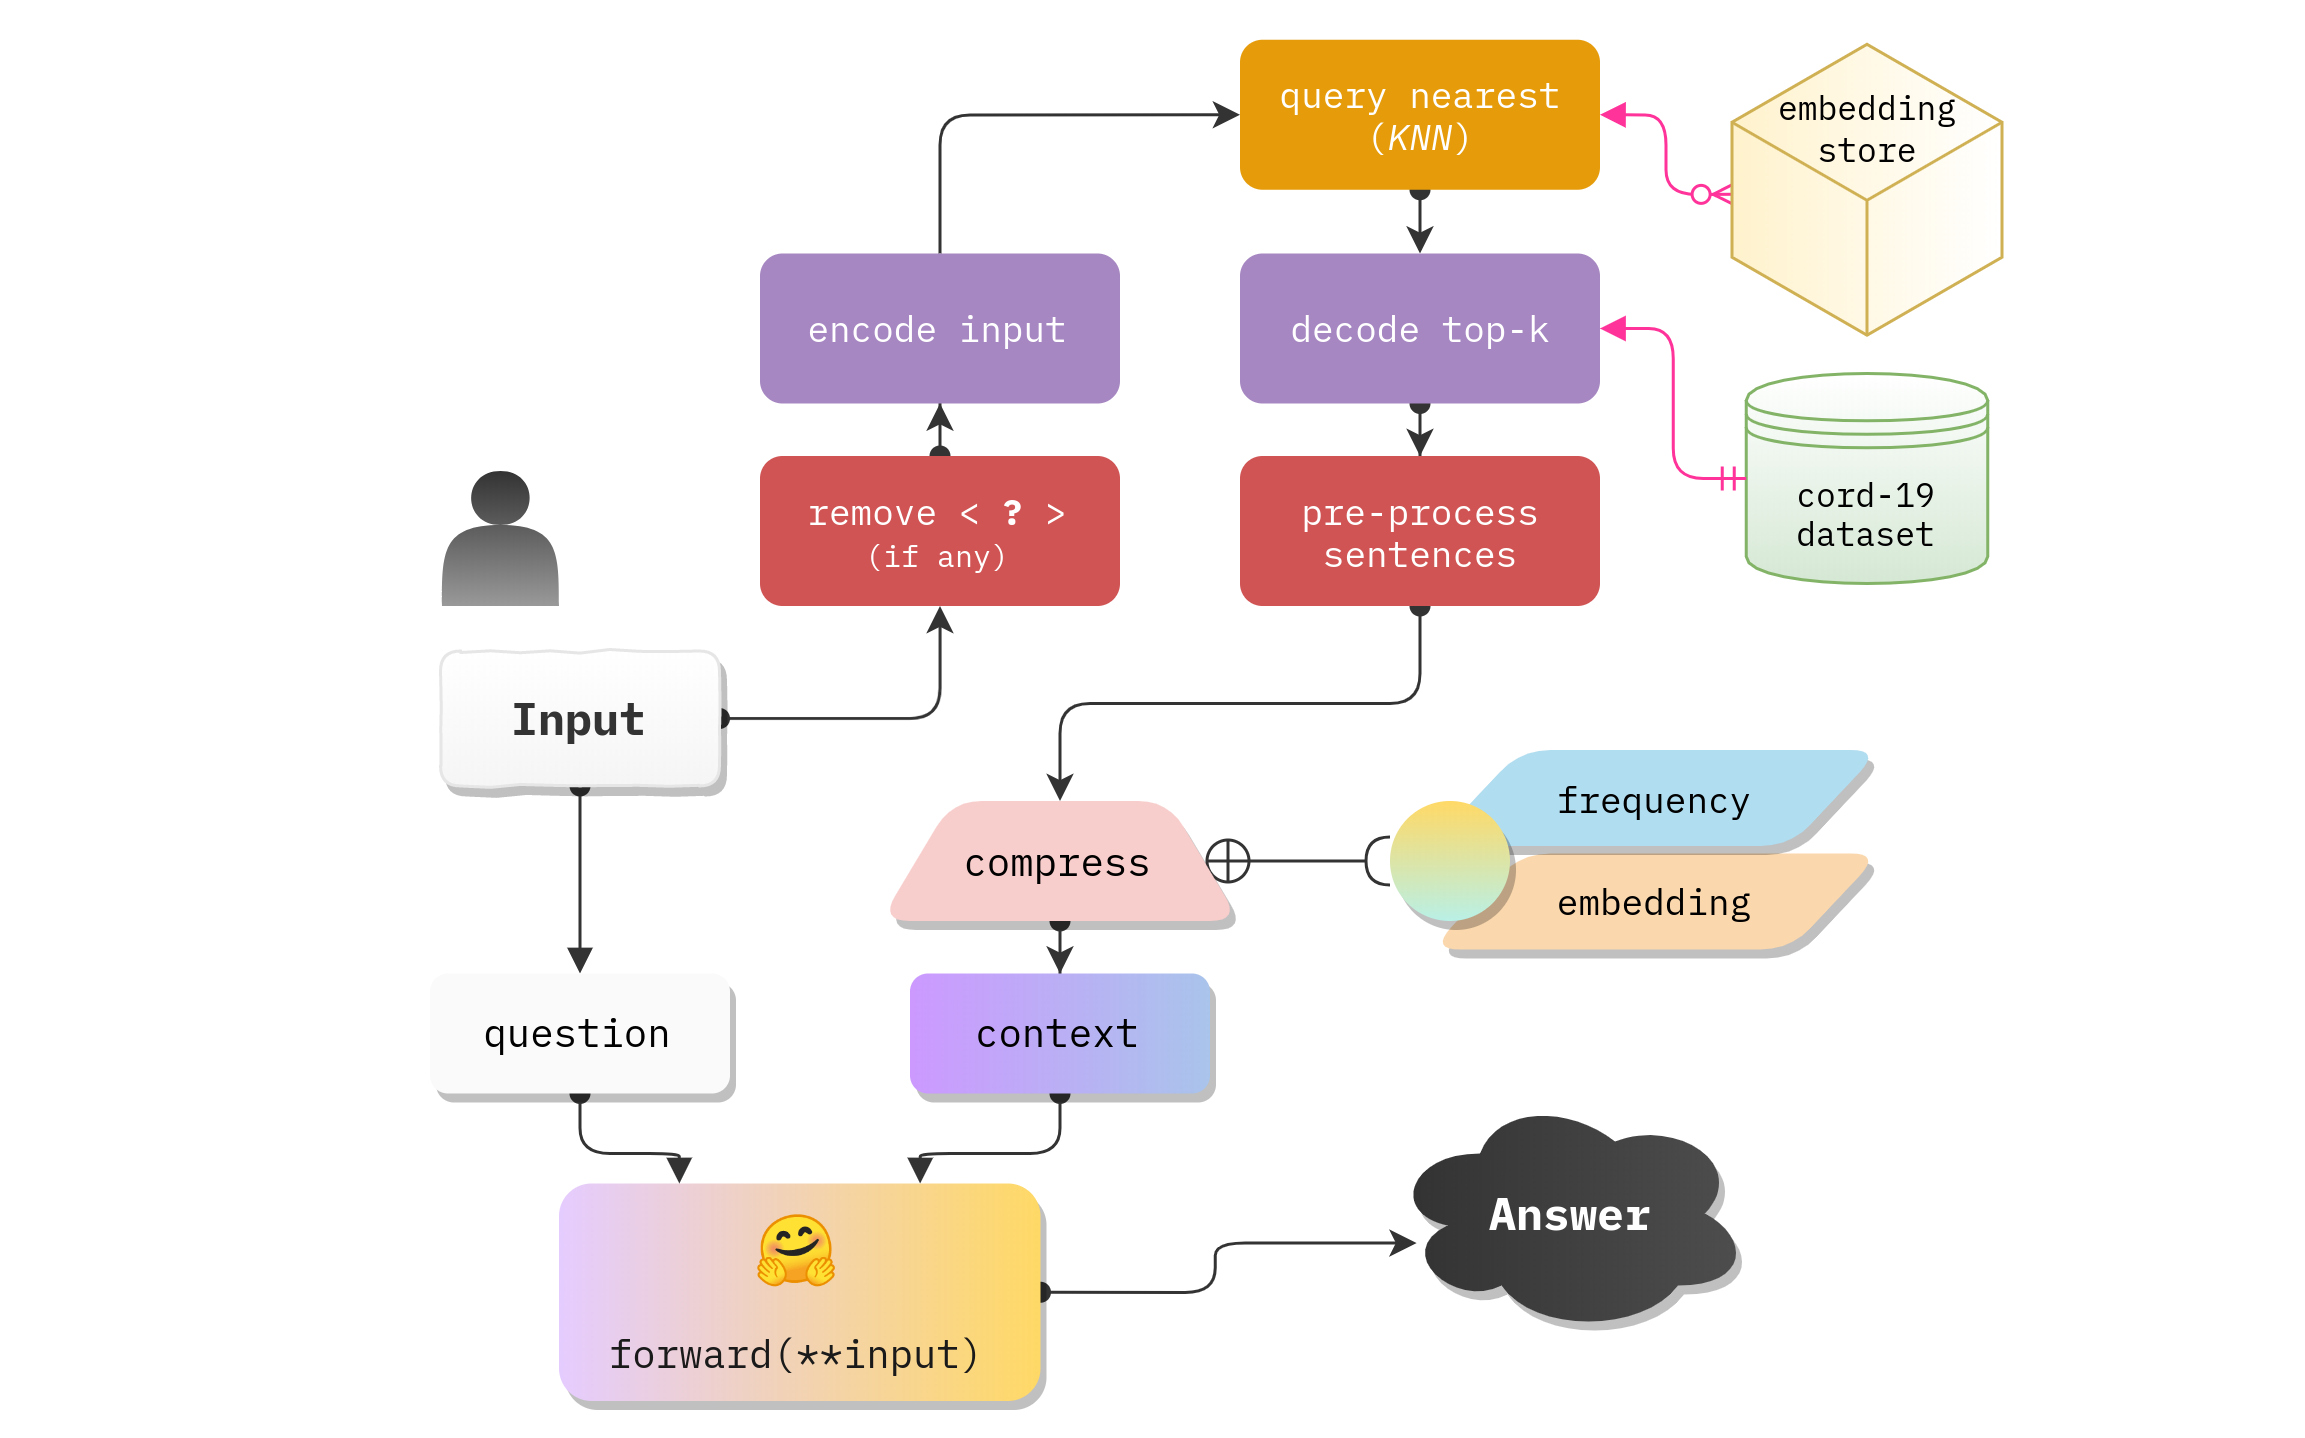 query nearest
(KNN)
embedding
store
encode input
decode top-k
remove < ? >
(if any)
pre-process
sentences
cord-19
dataset
Input
compress
frequency
embedding
question
context
Answer
forward(**input)